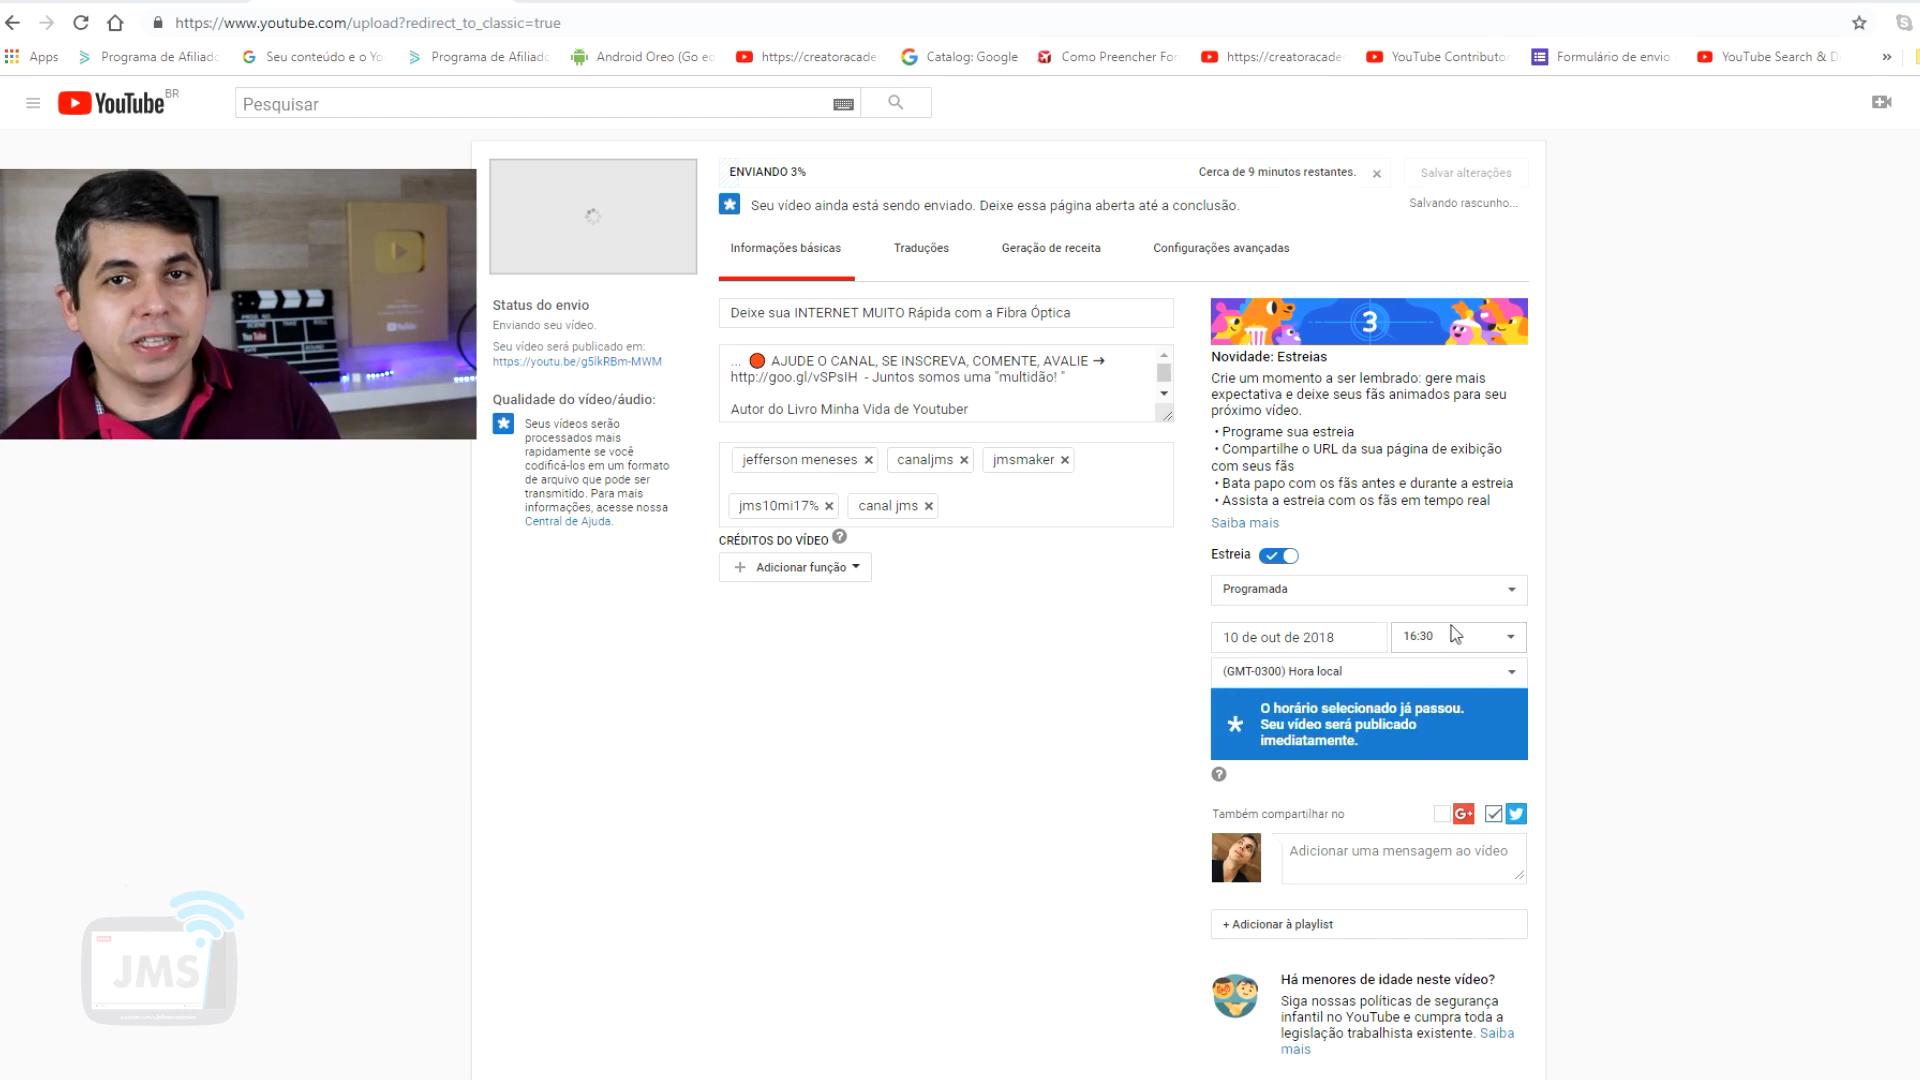 https://www.youtube.com/upload?redirect_to_classic=true
Apps
Programa de Afiliado
Seu conteúdo e o Yo
Programa de Afiliado
Android Oreo (Go ed
https://creatoracade
Catalog: Google
Como Preencher For
https://creatoracade
YouTube Contributor
Formulário de envio
YouTube Search & D
»
YouTube BR
Pesquisar
ENVIANDO 3%
Cerca de 9 minutos restantes.
Salvar alterações
Seu vídeo ainda está sendo enviado. Deixe essa página aberta até a conclusão.
Salvando rascunho...
Informações básicas
Traduções
Geração de receita
Configurações avançadas
Status do envio
Enviando seu vídeo.
Seu vídeo será publicado em:
https://youtu.be/g5lkRBm-MWM
Qualidade do vídeo/áudio:
Seus vídeos serão
processados mais
rapidamente se você
codificá-los em um formato
de arquivo que pode ser
transmitido. Para mais
informações, acesse nossa
Central de Ajuda.
Deixe sua INTERNET MUITO Rápida com a Fibra Óptica
... 🔴 AJUDE O CANAL, SE INSCREVA, COMENTE, AVALIE →
http://goo.gl/vSPsIH - Juntos somos uma "multidão! "
Autor do Livro Minha Vida de Youtuber
jefferson meneses
canaljms
jmsmaker
jms10mi17%
canal jms
CRÉDITOS DO VÍDEO
+ Adicionar função
3
Novidade: Estreias
Crie um momento a ser lembrado: gere mais
expectativa e deixe seus fãs animados para seu
próximo vídeo.
• Programe sua estreia
• Compartilhe o URL da sua página de exibição
com seus fãs
• Bata papo com os fãs antes e durante a estreia
• Assista a estreia com os fãs em tempo real
Saiba mais
Estreia
Programada
10 de out de 2018
16:30
(GMT-0300) Hora local
O horário selecionado já passou.
Seu vídeo será publicado
imediatamente.
Também compartilhar no
G+
Adicionar uma mensagem ao vídeo
+ Adicionar à playlist
Há menores de idade neste vídeo?
Siga nossas políticas de segurança
infantil no YouTube e cumpra toda a
legislação trabalhista existente. Saiba
mais
JMS